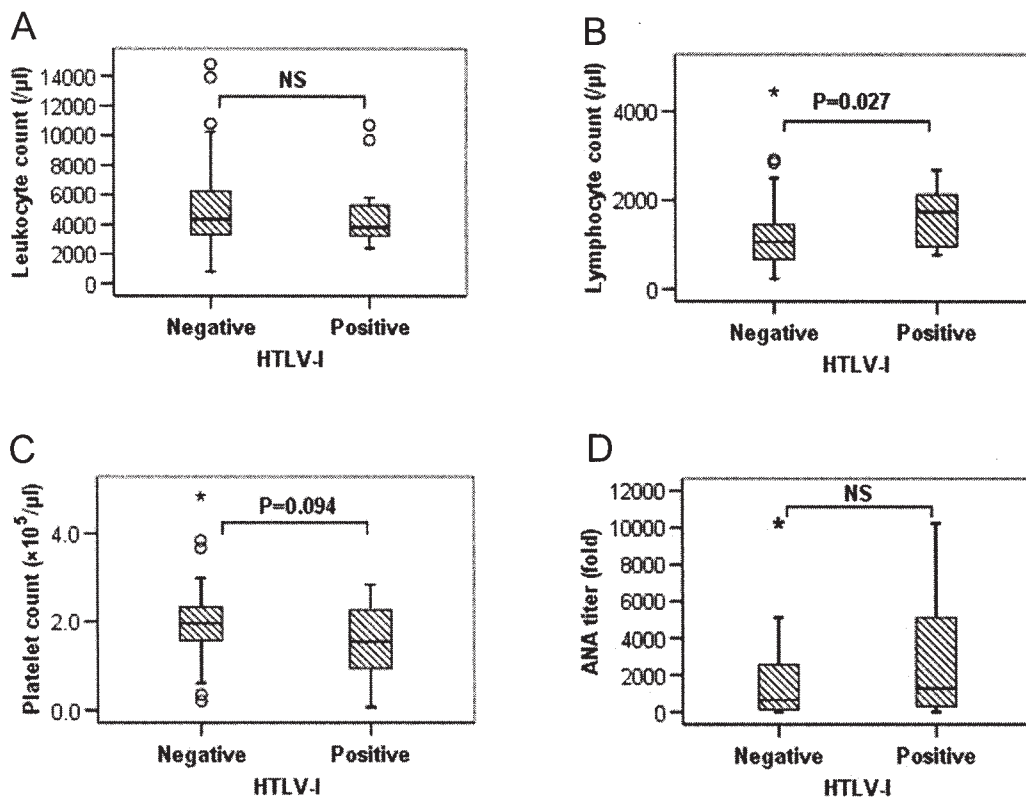 A
Leukocyte count (/µl)
14000
12000
10000
8000
6000
4000
2000
0
NS
Negative
Positive
HTLV-I
B
Lymphocyte count (/µl)
4000
2000
0
P=0.027
Negative
Positive
HTLV-I
C
Platelet count (×10⁵/µl)
4.0
2.0
0.0
P=0.094
Negative
Positive
HTLV-I
D
ANA titer (fold)
12000
10000
8000
6000
4000
2000
0
NS
Negative
Positive
HTLV-I